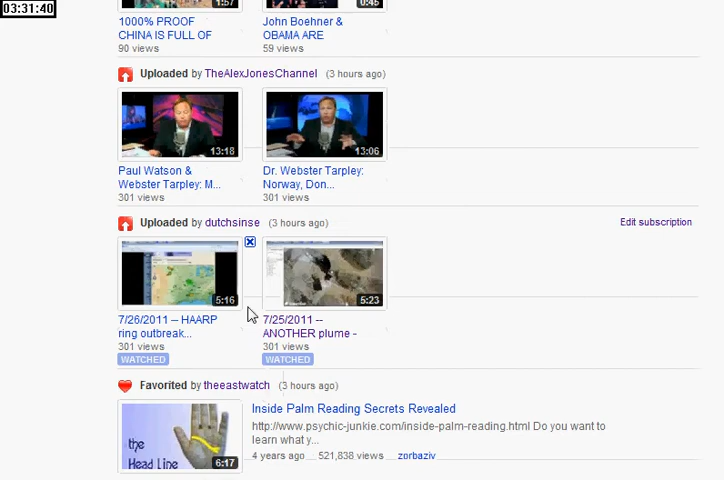 03:31:40
1:57
0:45
1000% PROOF
CHINA IS FULL OF
90 views
John Boehner &
OBAMA ARE
59 views
Uploaded by TheAlexJonesChannel (3 hours ago)
13:18
13:06
Paul Watson &
Webster Tarpley: M...
301 views
Dr. Webster Tarpley:
Norway, Don...
301 views
Uploaded by dutchsinse (3 hours ago)
Edit subscription
5:16
5:23
7/26/2011 -- HAARP
ring outbreak...
301 views
WATCHED
7/25/2011 --
ANOTHER plume -
301 views
WATCHED
Favorited by theeastwatch (3 hours ago)
the
Head Line
6:17
Inside Palm Reading Secrets Revealed
http://www.psychic-junkie.com/inside-palm-reading.html Do you want to
learn what y...
4 years ago 521,838 views zorbaziv